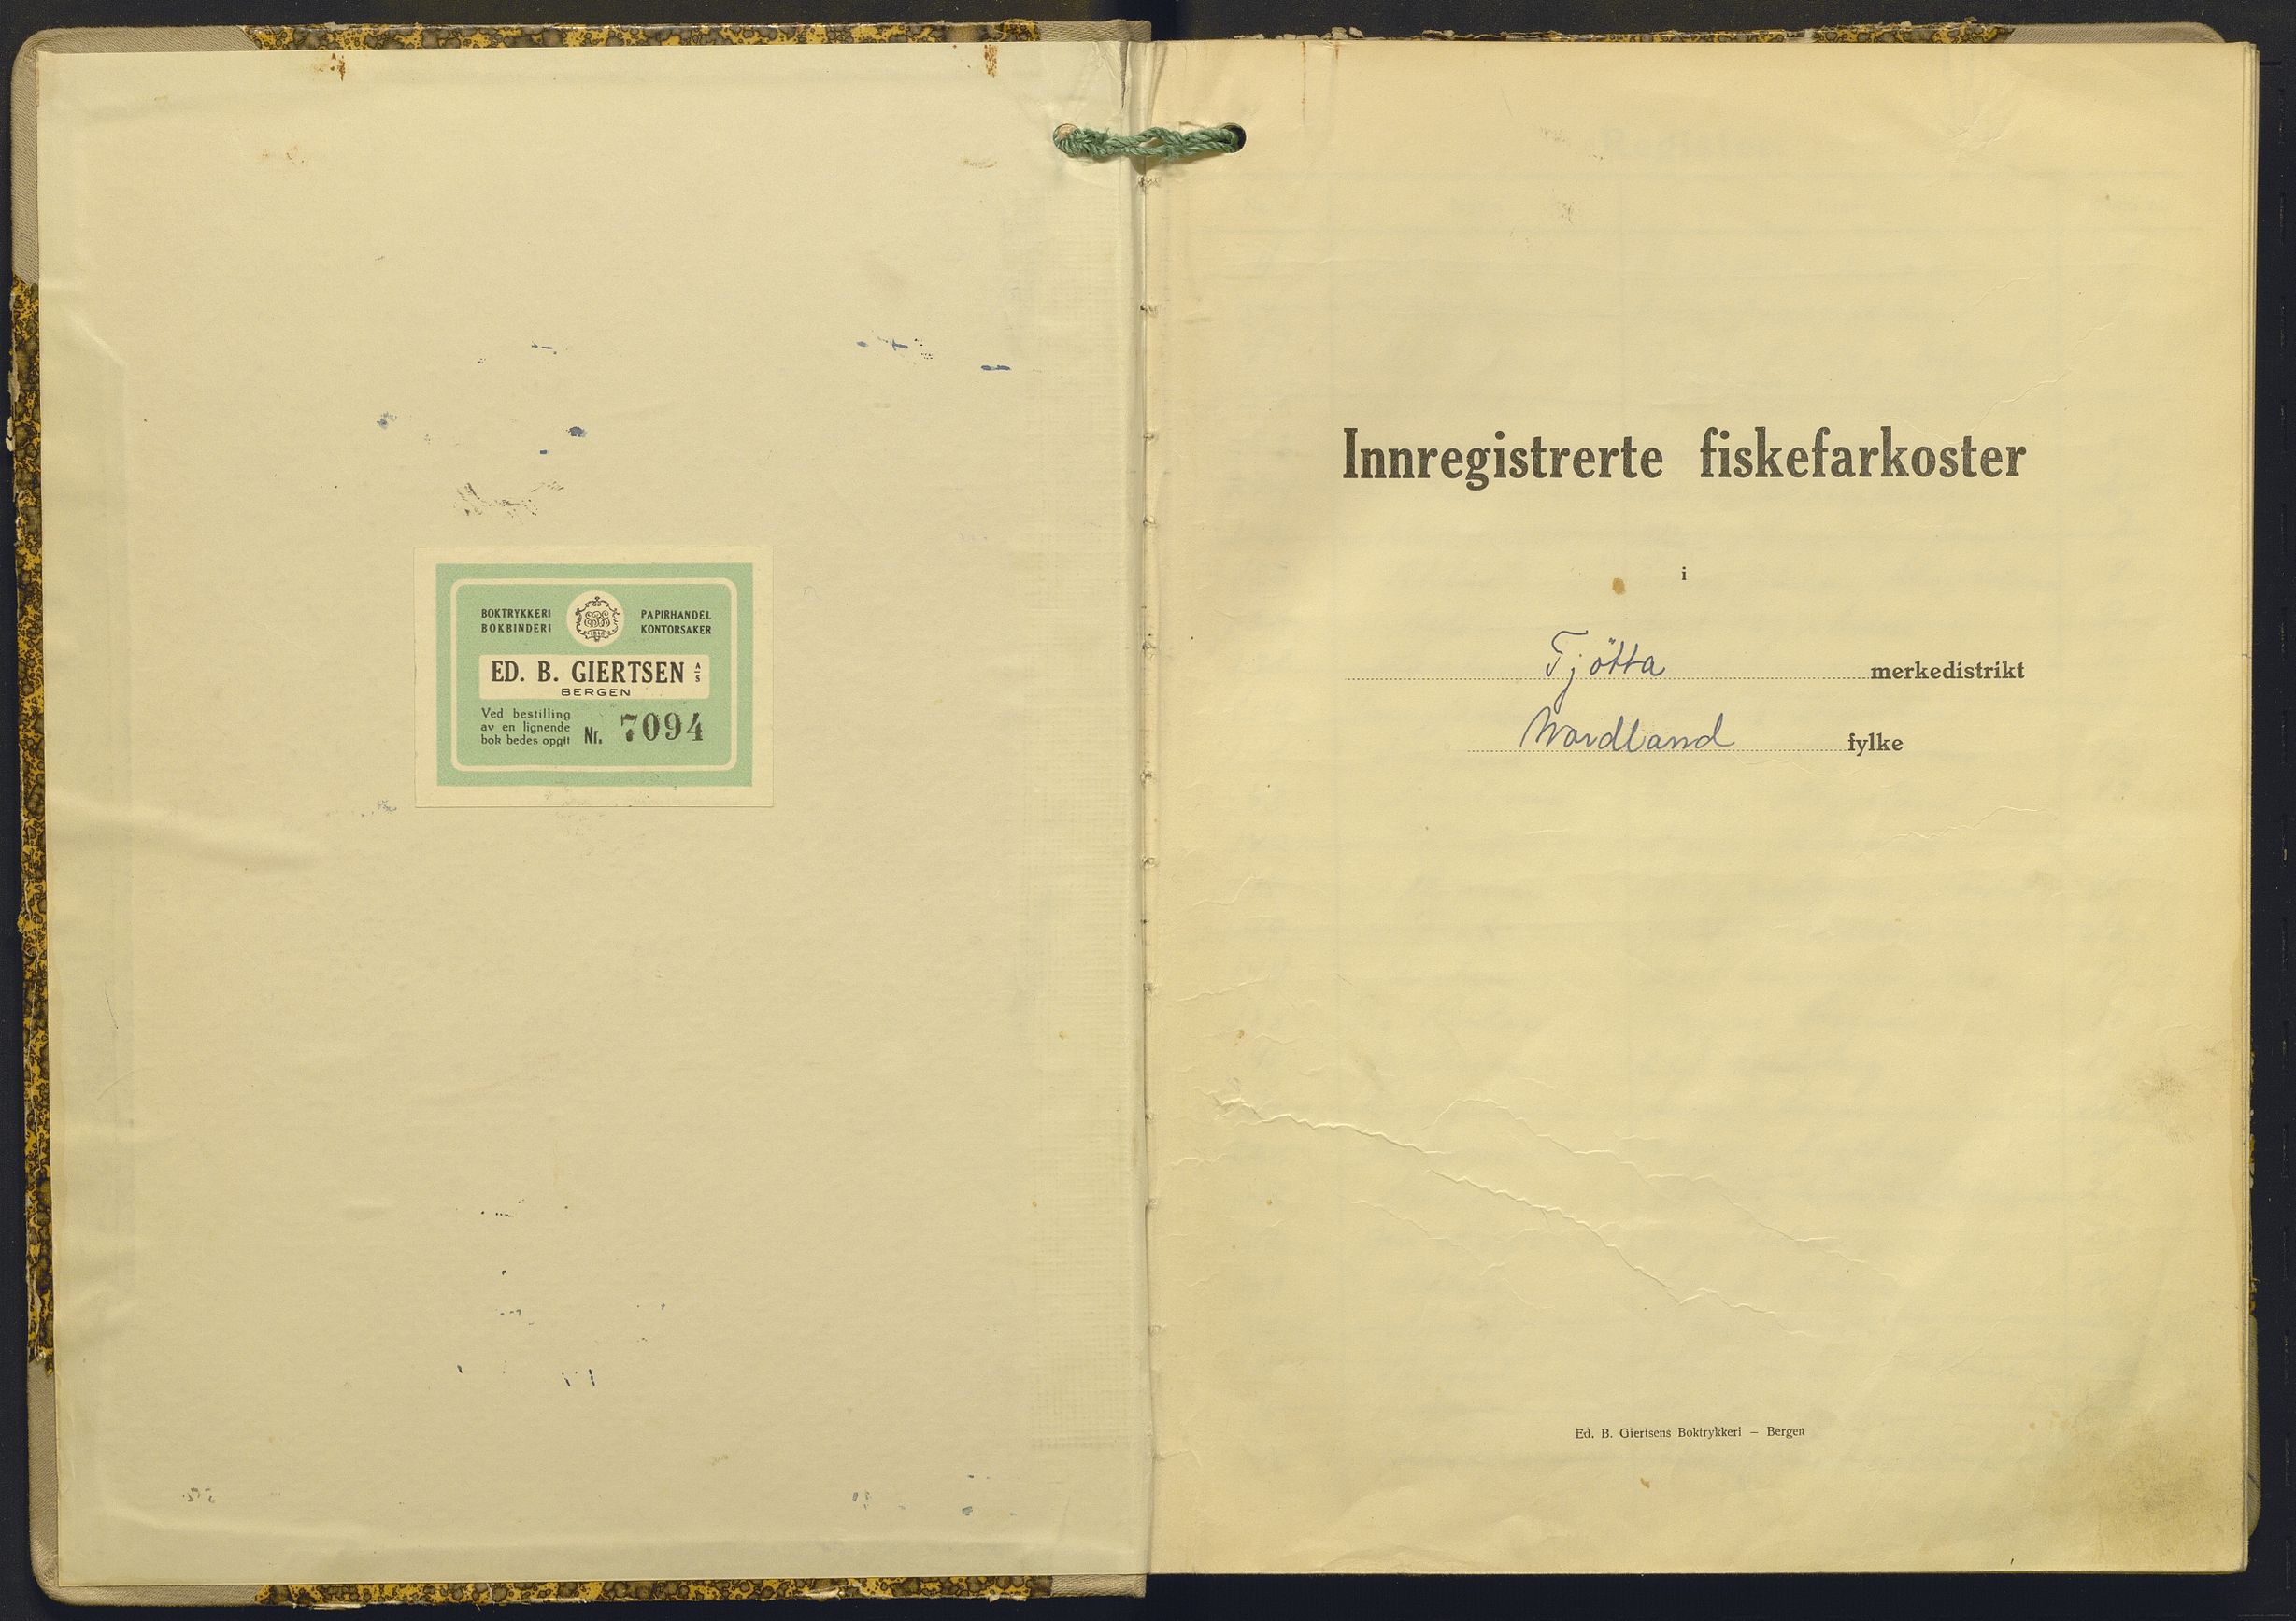 BOKTRYKKERI
BOKBINDERI
PAPIRHANDEL
KONTORSAKER
ED. B. GIERTSEN A/S
BERGEN
Ved bestilling
av en lignende
bok bedes opgitt Nr. 7094
Innregistrerte fiskefarkoster
i
Tjötta merkedistrikt
Nordland fylke
Ed. B. Giertsens Boktrykkeri – Bergen